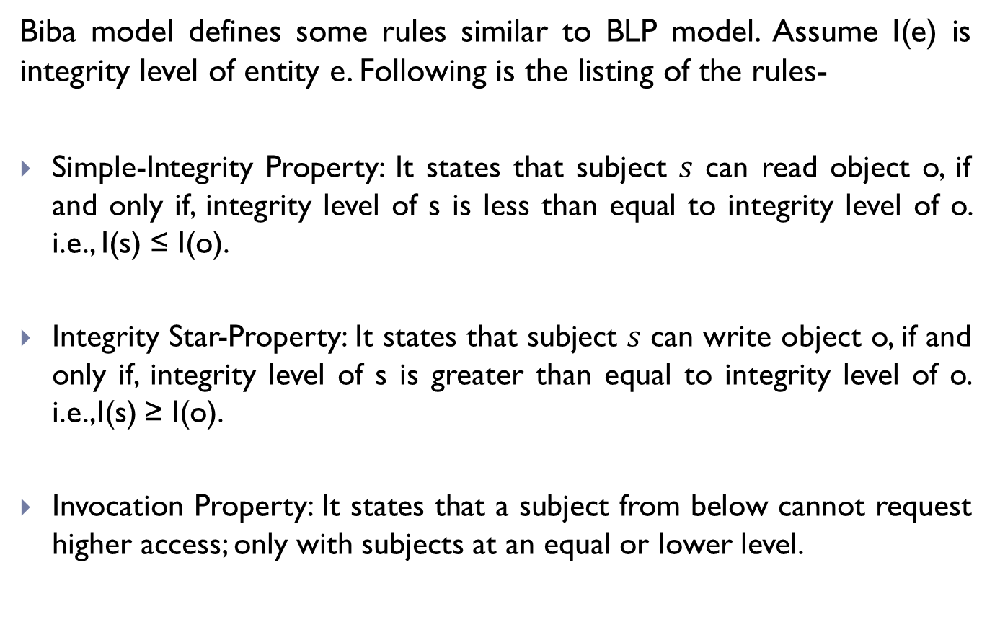 Biba model defines some rules similar to BLP model. Assume I(e) is
integrity level of entity e. Following is the listing of the rules-
Simple-Integrity Property: It states that subject s can read object o, if
and only if, integrity level of s is less than equal to integrity level of o.
i.e., I(s) ≤ I(o).
Integrity Star-Property: It states that subject s can write object o, if and
only if, integrity level of s is greater than equal to integrity level of o.
i.e.,I(s) ≥ I(o).
Invocation Property: It states that a subject from below cannot request
higher access; only with subjects at an equal or lower level.